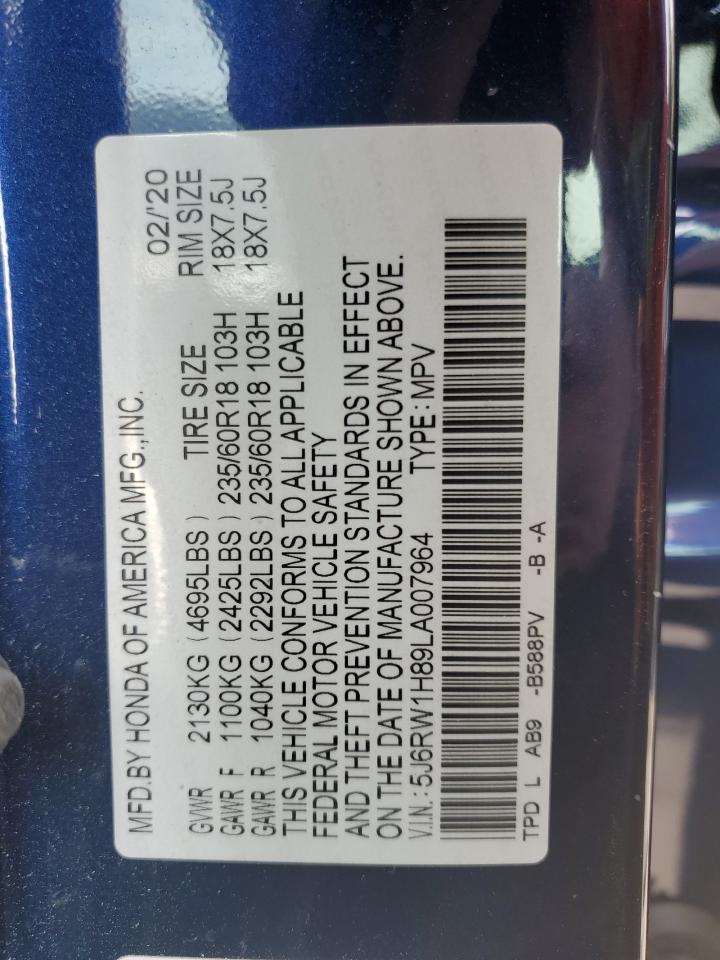 MFD.BY HONDA OF AMERICA MFG.,INC. 02/'20
GVWR 2130KG (4695LBS) TIRE SIZE RIM SIZE
GAWR F 1100KG (2425LBS) 235/60R18 103H 18X7.5J
GAWR R 1040KG (2292LBS) 235/60R18 103H 18X7.5J
THIS VEHICLE CONFORMS TO ALL APPLICABLE
FEDERAL MOTOR VEHICLE SAFETY
AND THEFT PREVENTION STANDARDS IN EFFECT
ON THE DATE OF MANUFACTURE SHOWN ABOVE.
V.I.N.: 5J6RW1H89LA007964 TYPE: MPV
TPD L AB9 -B588PV -B -A